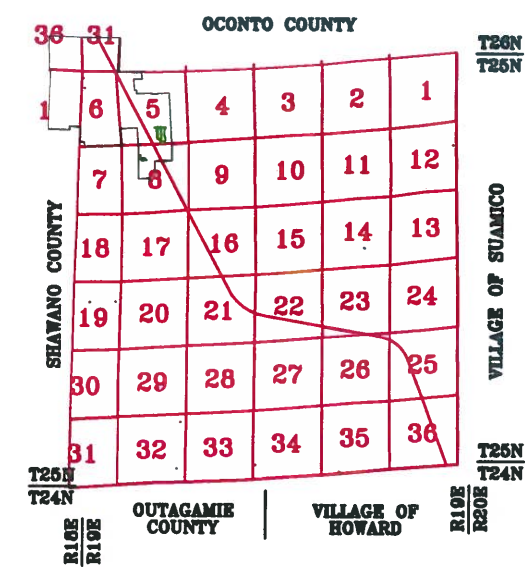 OCONTO COUNTY
36 31
T26N
T25N
1 6 5 4 3 2 1
7 8 9 10 11 12
18 17 16 15 14 13
19 20 21 22 23 24
30 29 28 27 26 25
31 32 33 34 35 36
SHAWANO COUNTY
VILLAGE OF SUAMICO
T25N
T24N
T25N
T24N
R18E
R19E
OUTAGAMIE
COUNTY
VILLAGE OF
HOWARD
R19E
R20E